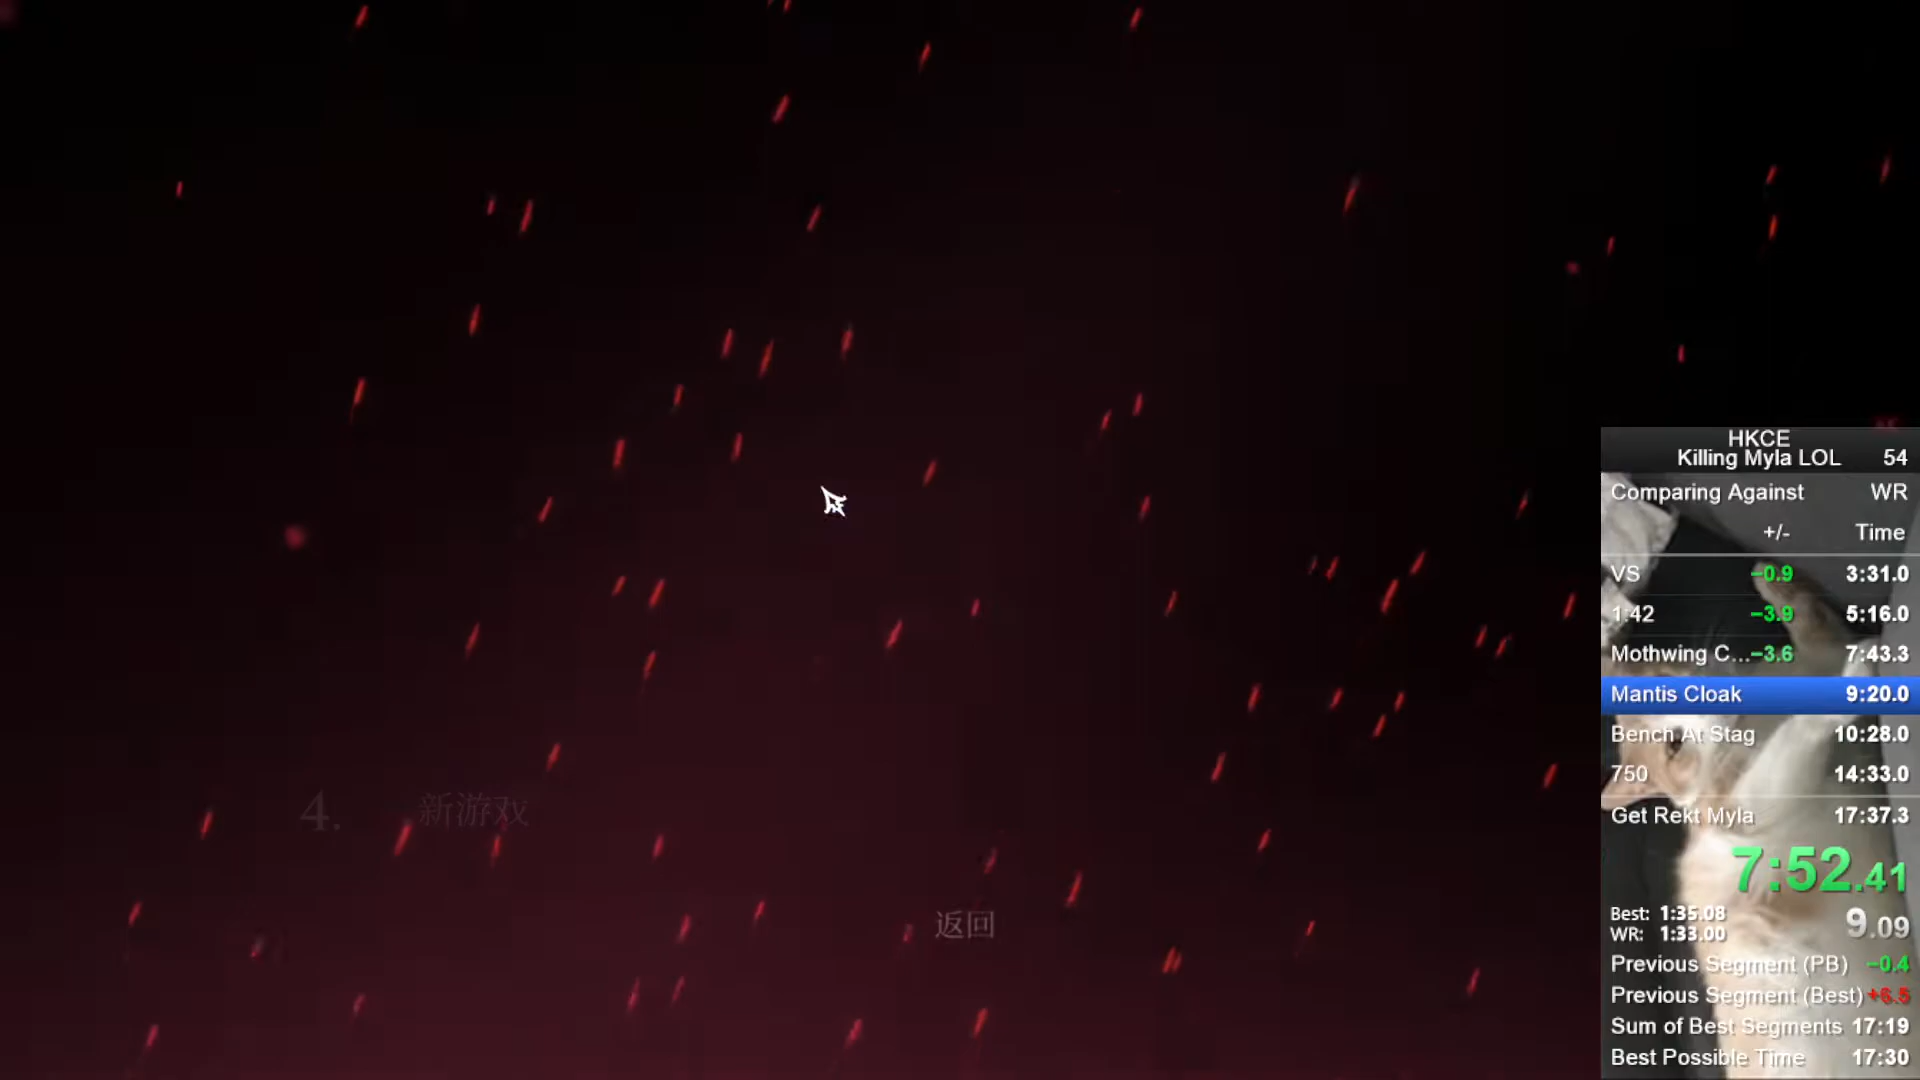 4. 新游戏
返回
HKCE
Killing Myla LOL 54
Comparing Against WR
+/- Time
VS −0.9 3:31.0
1:42 −3.9 5:16.0
Mothwing C... −3.6 7:43.3
Mantis Cloak 9:20.0
Bench At Stag 10:28.0
750 14:33.0
Get Rekt Myla 17:37.3
7:52.41
Best: 1:35.08
WR: 1:33.00
9.09
Previous Segment (PB) −0.4
Previous Segment (Best) +6.5
Sum of Best Segments 17:19
Best Possible Time 17:30